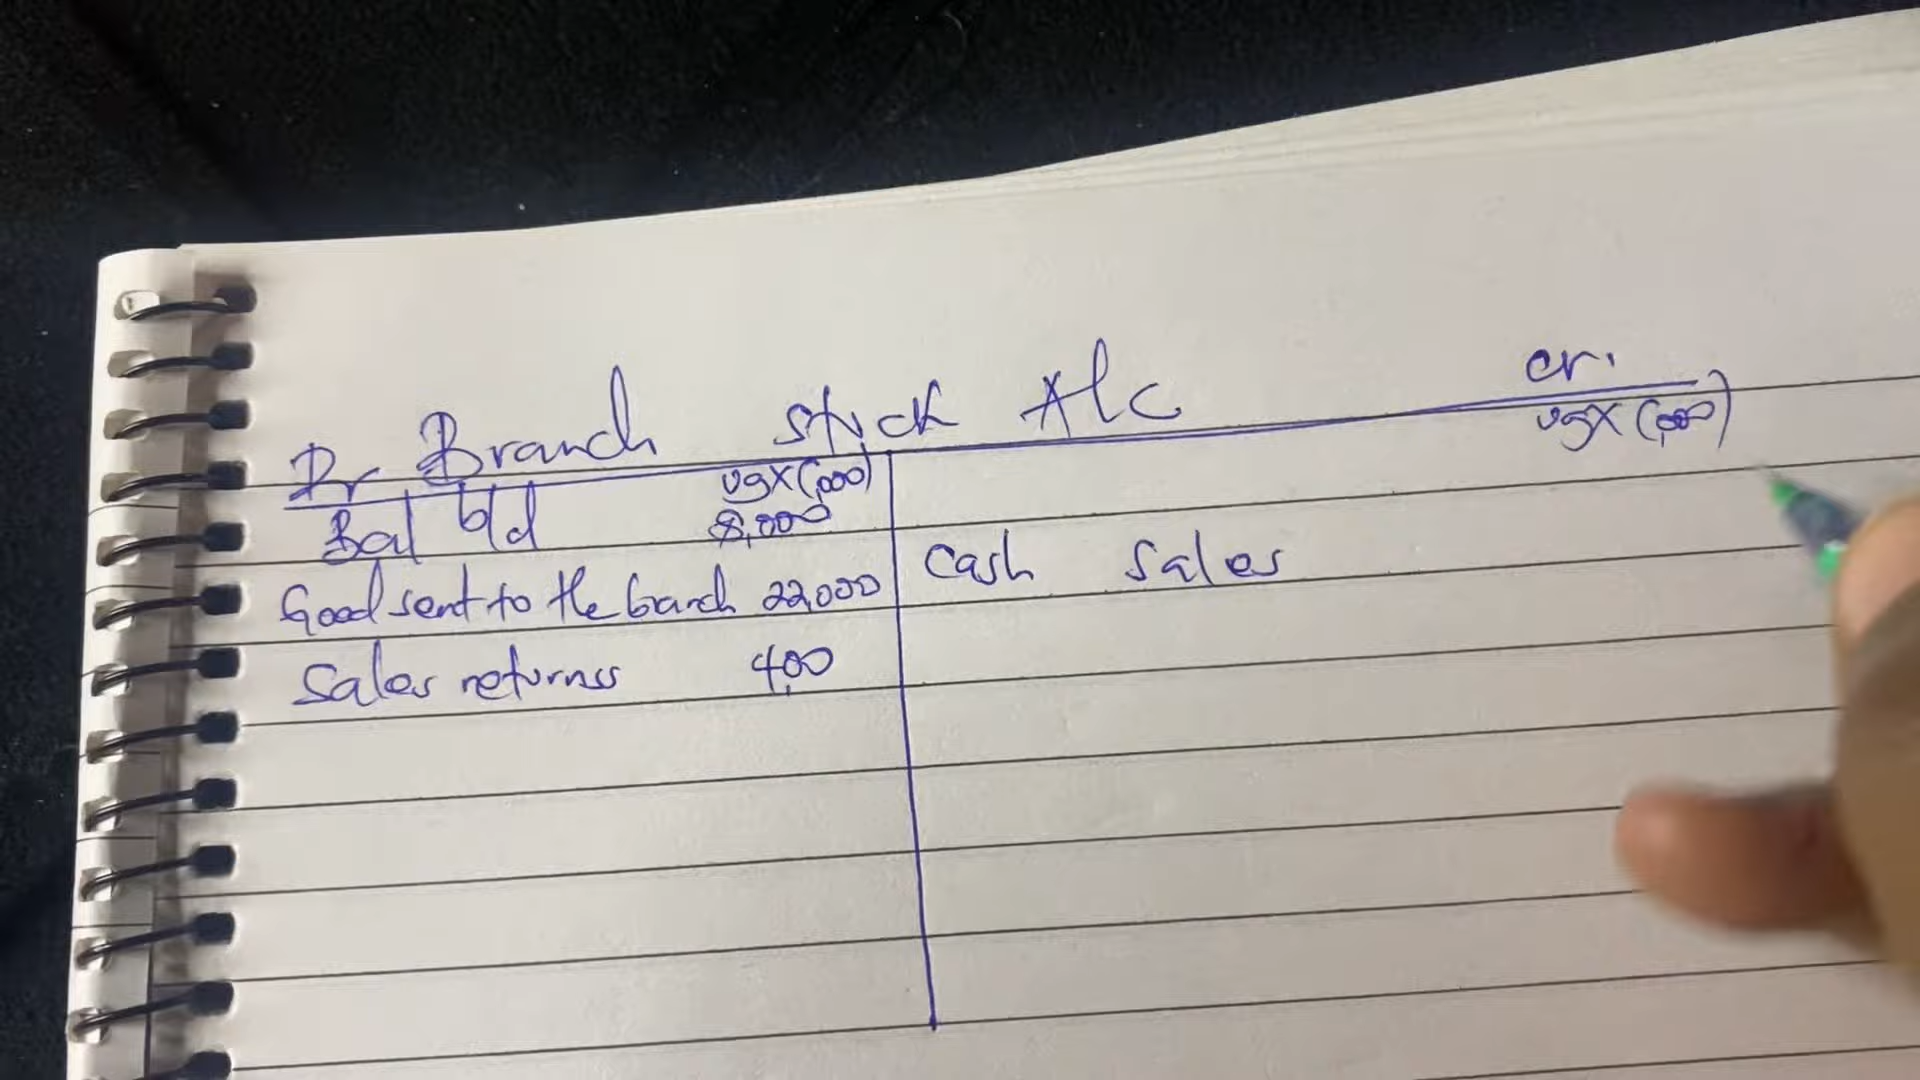 cr.
Dr Branch stock A/c
ugx(,000) ugx (,000)
Bal b/d 8,000
Good sent to the barch 22,000 Cash Sales
Sales returns 400